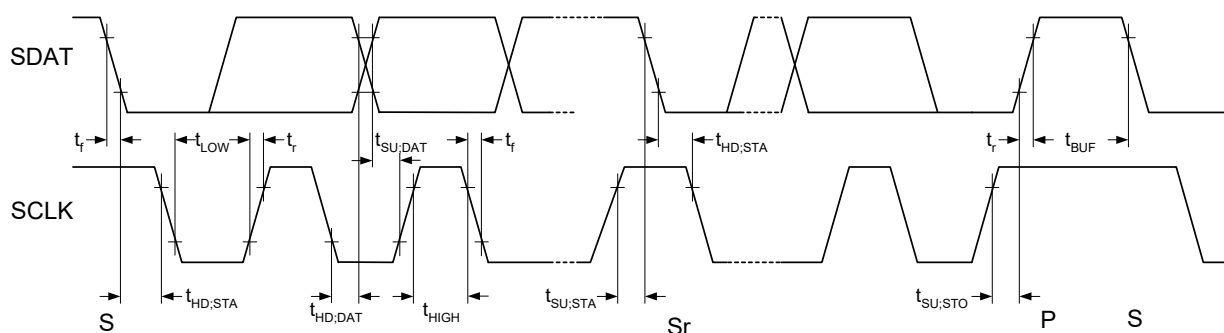 SDAT
t_f
t_LOW
t_r
t_SU;DAT
t_f
t_HD;STA
t_r
t_BUF
SCLK
t_HD;STA
t_HD;DAT
t_HIGH
t_SU;STA
t_SU;STO
S
Sr
P
S